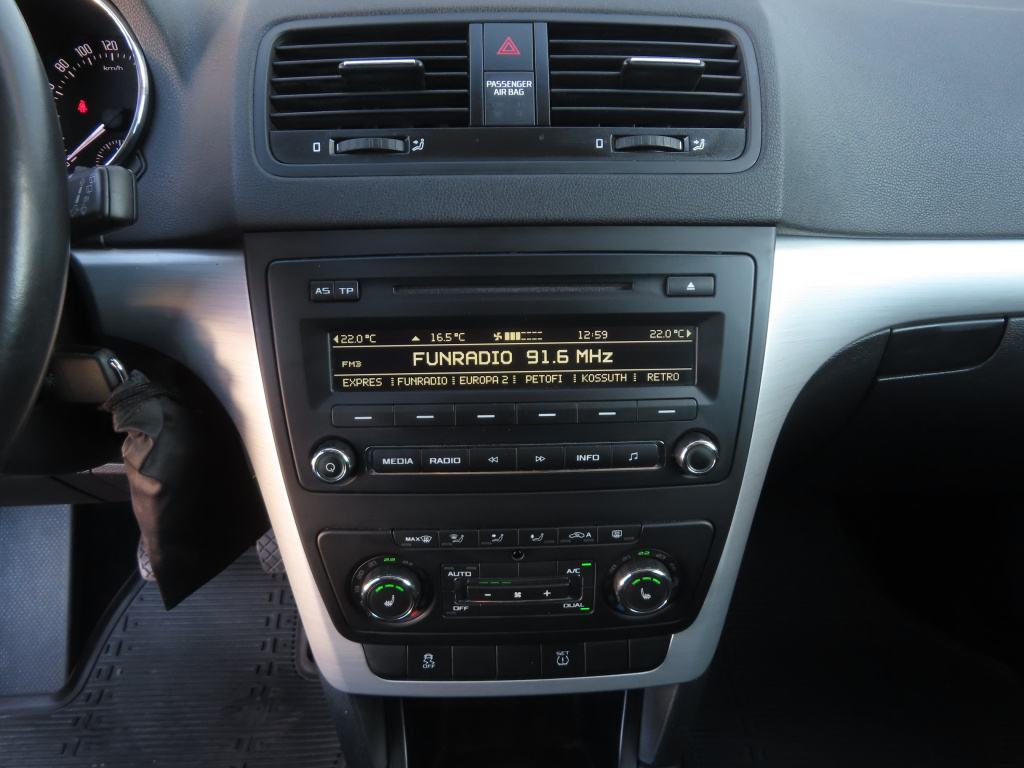 80 100 120
km/h
PASSENGER
AIR BAG
AS TP
22.0°C 16.5°C 12:59 22.0°C
FM3 FUNRADIO 91.6 MHz
EXPRES FUNRADIO EUROPA 2 PETOFI KOSSUTH RETRO
MEDIA RADIO INFO
MAX A
22 22
AUTO A/C
OFF DUAL
OFF SET